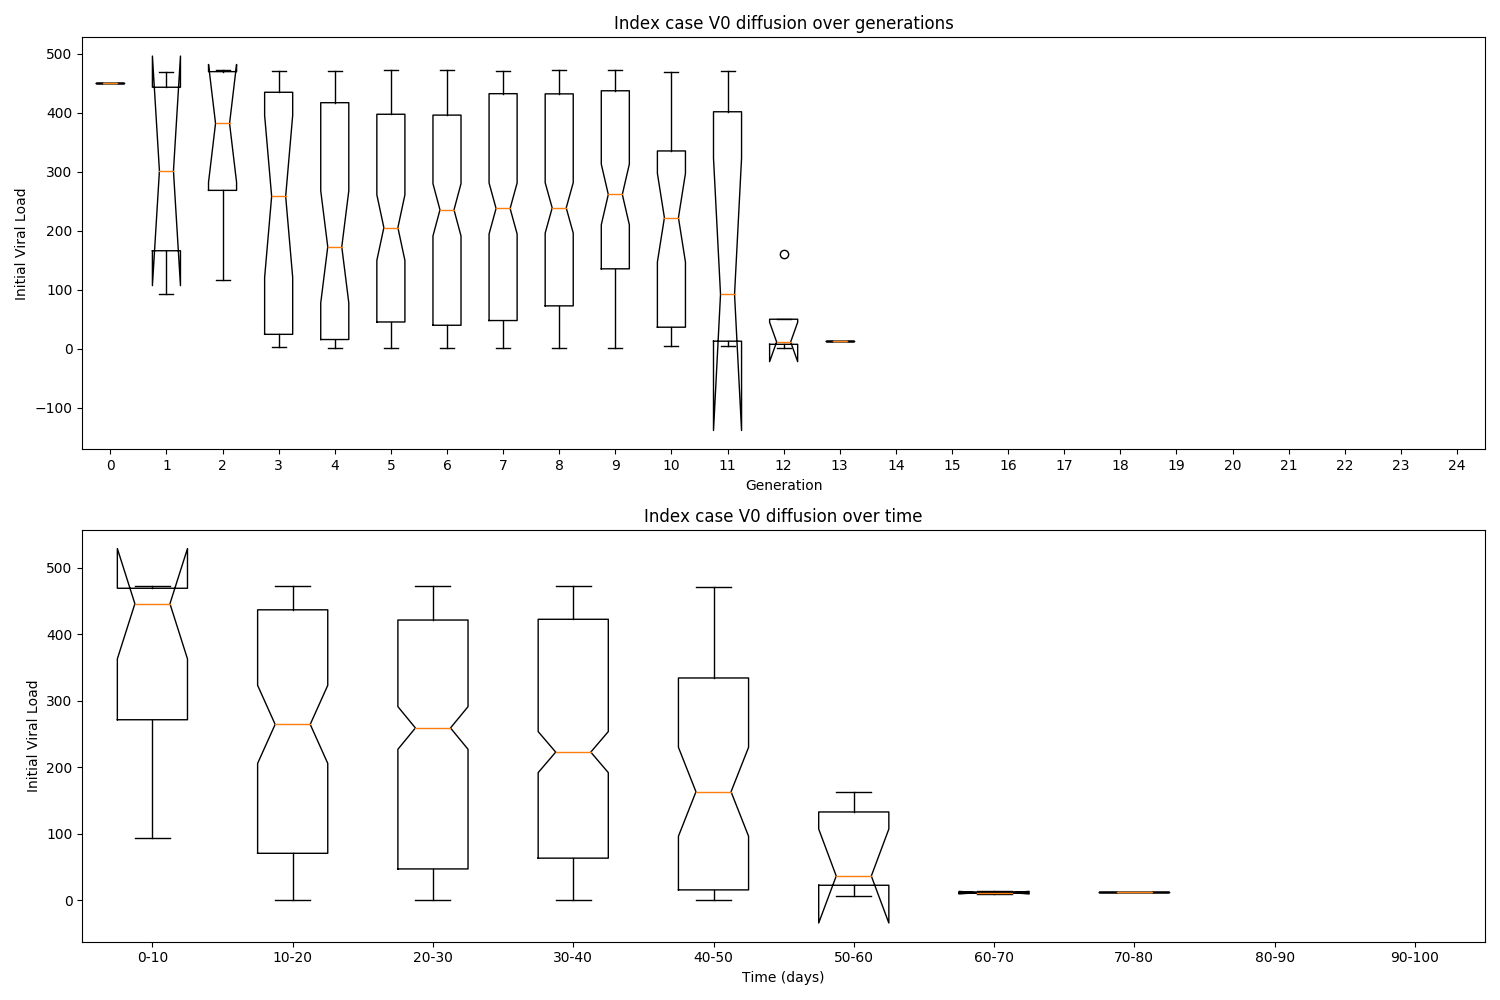 Index case V0 diffusion over generations
500
400
300
200
100
0
−100
Initial Viral Load
0 1 2 3 4 5 6 7 8 9 10 11 12 13 14 15 16 17 18 19 20 21 22 23 24
Generation
Index case V0 diffusion over time
500
400
300
200
100
0
Initial Viral Load
0-10 10-20 20-30 30-40 40-50 50-60 60-70 70-80 80-90 90-100
Time (days)